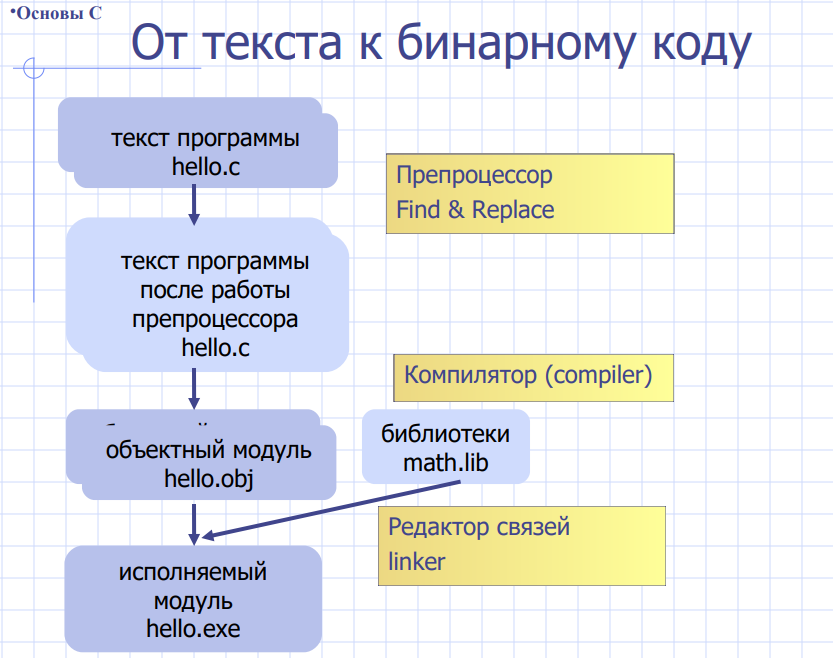 •Основы С
От текста к бинарному коду
текст программы
hello.c
Препроцессор
Find & Replace
текст программы
после работы
препроцессора
hello.c
Компилятор (compiler)
объектный модуль
hello.obj
библиотеки
math.lib
Редактор связей
linker
исполняемый
модуль
hello.exe